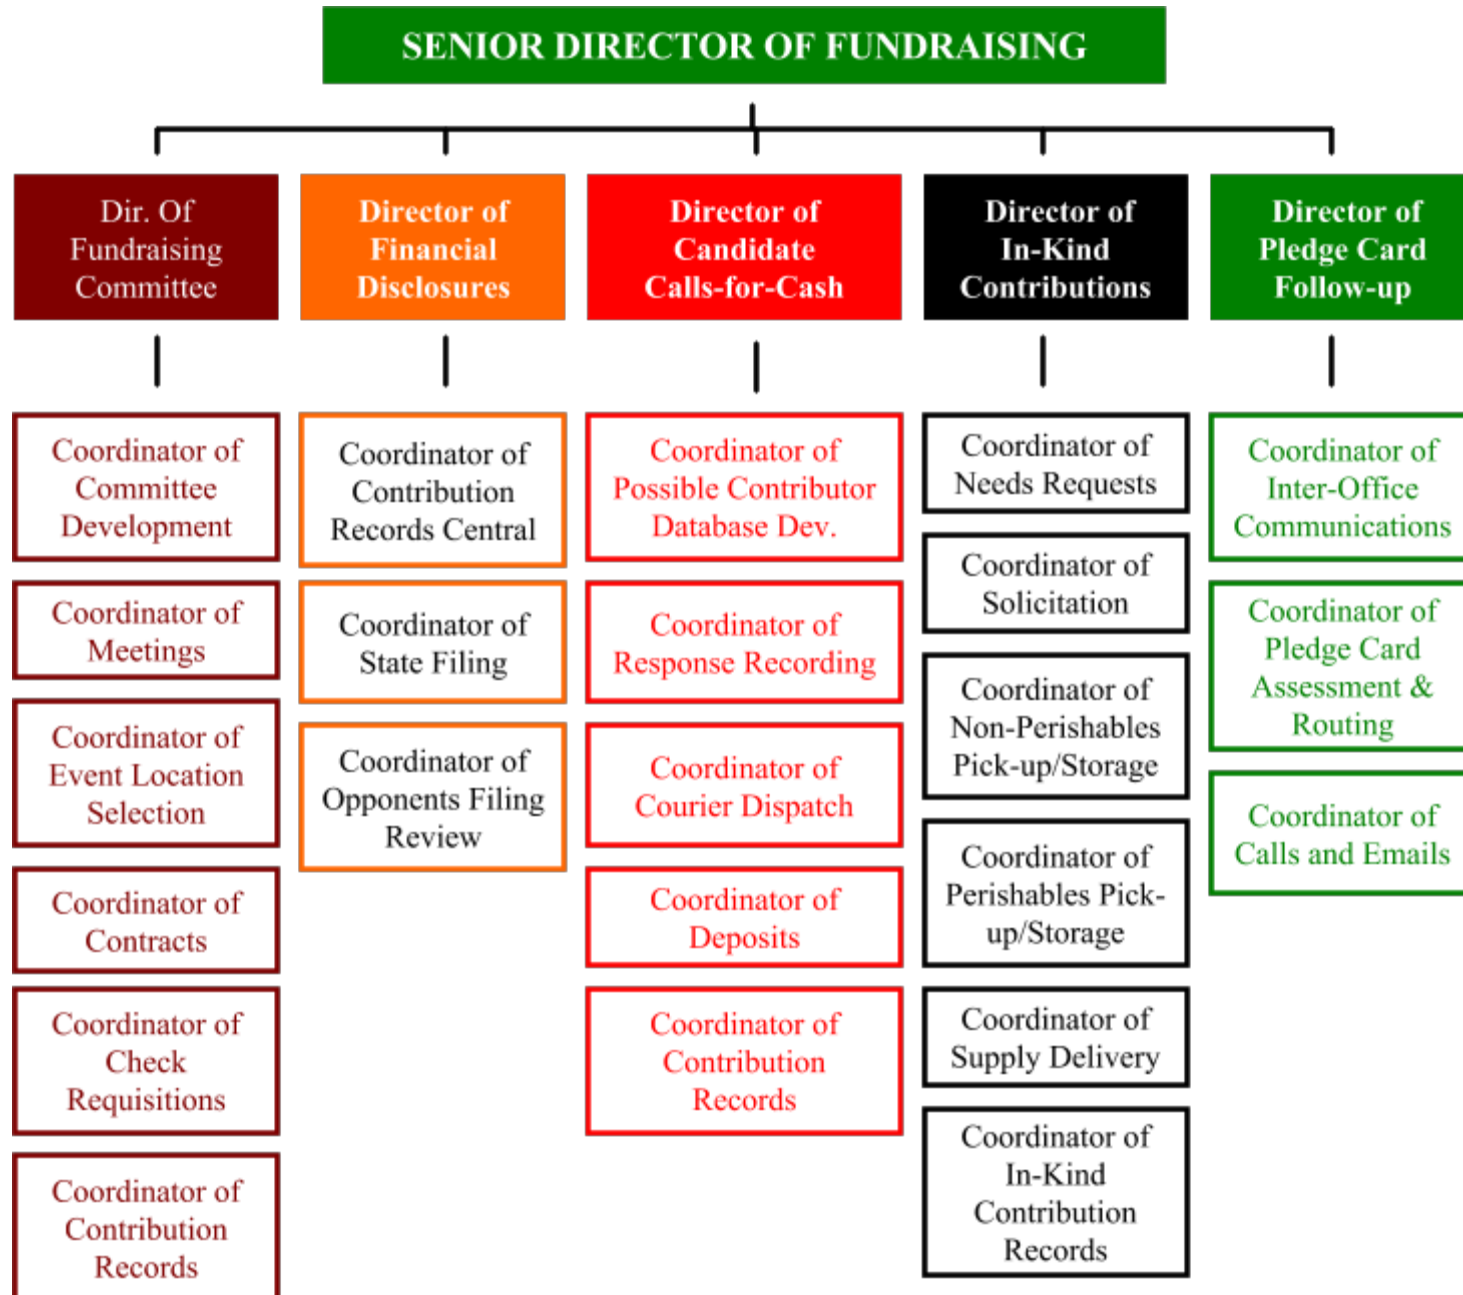 SENIOR DIRECTOR OF FUNDRAISING
Dir. Of
Fundraising
Committee
Director of
Financial
Disclosures
Director of
Candidate
Calls-for-Cash
Director of
In-Kind
Contributions
Director of
Pledge Card
Follow-up
Coordinator of
Committee
Development
Coordinator of
Meetings
Coordinator of
Event Location
Selection
Coordinator of
Contracts
Coordinator of
Check
Requisitions
Coordinator of
Contribution
Records
Coordinator of
Contribution
Records Central
Coordinator of
State Filing
Coordinator of
Opponents Filing
Review
Coordinator of
Possible Contributor
Database Dev.
Coordinator of
Response Recording
Coordinator of
Courier Dispatch
Coordinator of
Deposits
Coordinator of
Contribution
Records
Coordinator of
Needs Requests
Coordinator of
Solicitation
Coordinator of
Non-Perishables
Pick-up/Storage
Coordinator of
Perishables Pick-
up/Storage
Coordinator of
Supply Delivery
Coordinator of
In-Kind
Contribution
Records
Coordinator of
Inter-Office
Communications
Coordinator of
Pledge Card
Assessment &
Routing
Coordinator of
Calls and Emails